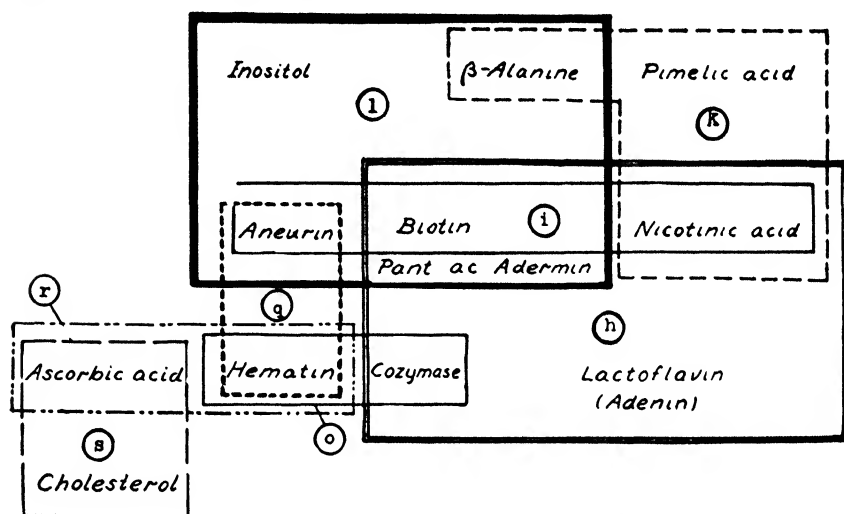 Inositol β-Alanine Pimelic acid
l k
Aneurin Biotin i Nicotinic acid
Pant ac Adermin
r q h
Ascorbic acid Hematin Cozymase Lactoflavin
(Adenin)
s o
Cholesterol